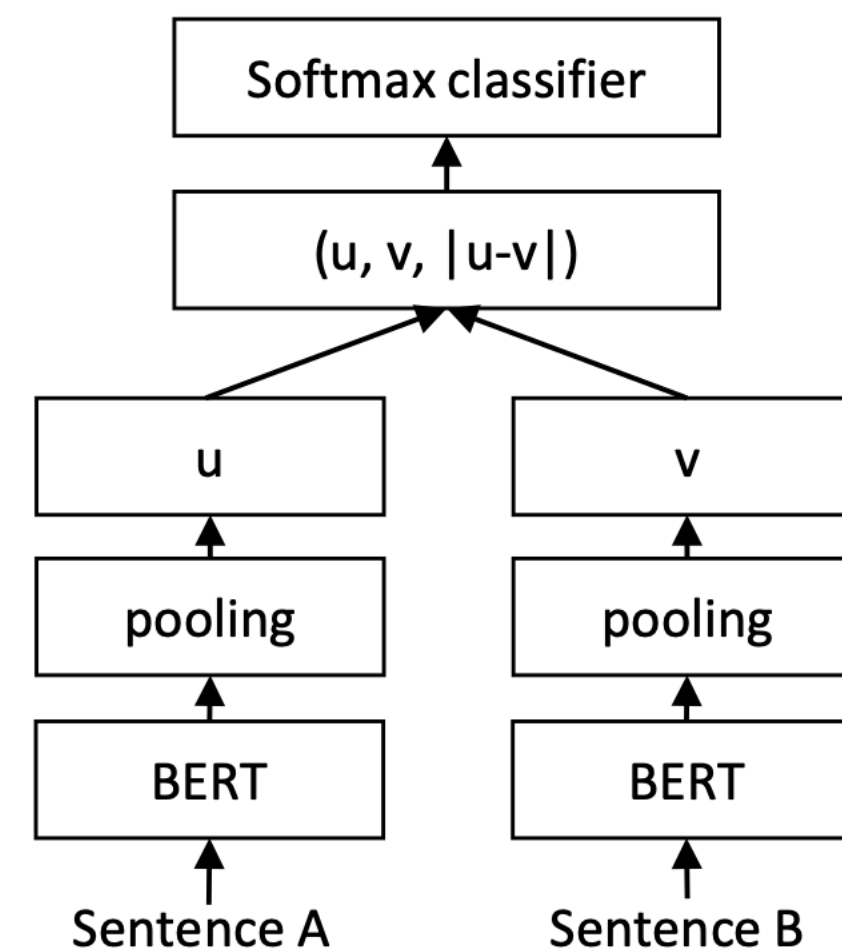 Softmax classifier
(u, v, |u-v|)
u
v
pooling
pooling
BERT
BERT
Sentence A
Sentence B